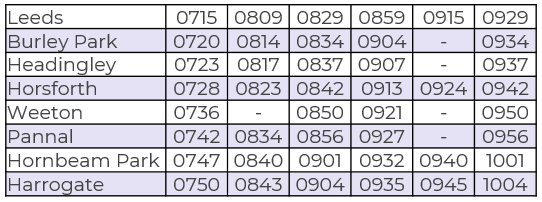 Leeds 0715 0809 0829 0859 0915 0929
Burley Park 0720 0814 0834 0904 - 0934
Headingley 0723 0817 0837 0907 - 0937
Horsforth 0728 0823 0842 0913 0924 0942
Weeton 0736 - 0850 0921 - 0950
Pannal 0742 0834 0856 0927 - 0956
Hornbeam Park 0747 0840 0901 0932 0940 1001
Harrogate 0750 0843 0904 0935 0945 1004